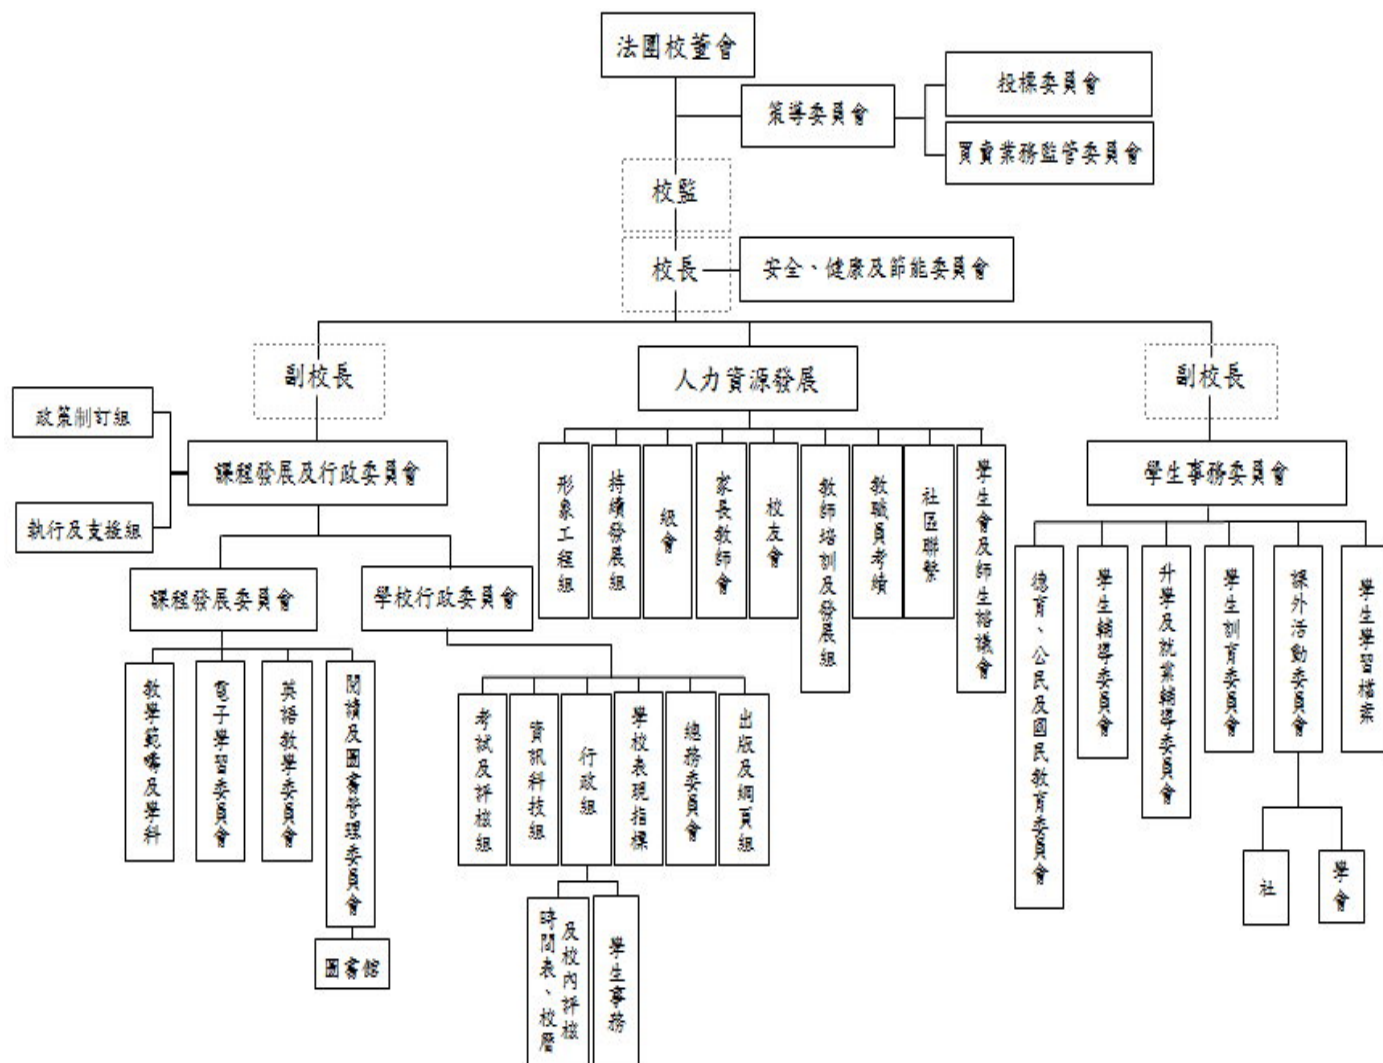 法團校董會
投標委員會
策導委員會
買賣業務監管委員會
校監
校長
安全、健康及節能委員會
副校長
人力資源發展
副校長
政策制訂組
課程發展及行政委員會
學生事務委員會
執行及支援組
形象工程組
持續發展組
級會
家長教師會
校友會
教師培訓及發展組
教職員考績
社區聯繫
學生會及師生諮議會
課程發展委員會
學校行政委員會
德育、公民及國民教育委員會
學生輔導委員會
升學及就業輔導委員會
學生訓育委員會
課外活動委員會
學生學習檔案
教學範疇及學科
電子學習委員會
英語教學委員會
閱讀及圖書管理委員會
考試及評核組
資訊科技組
行政組
學校表現指標
總務委員會
出版及網頁組
社
學會
圖書館
時間表、校曆
及校內評核
學生事務